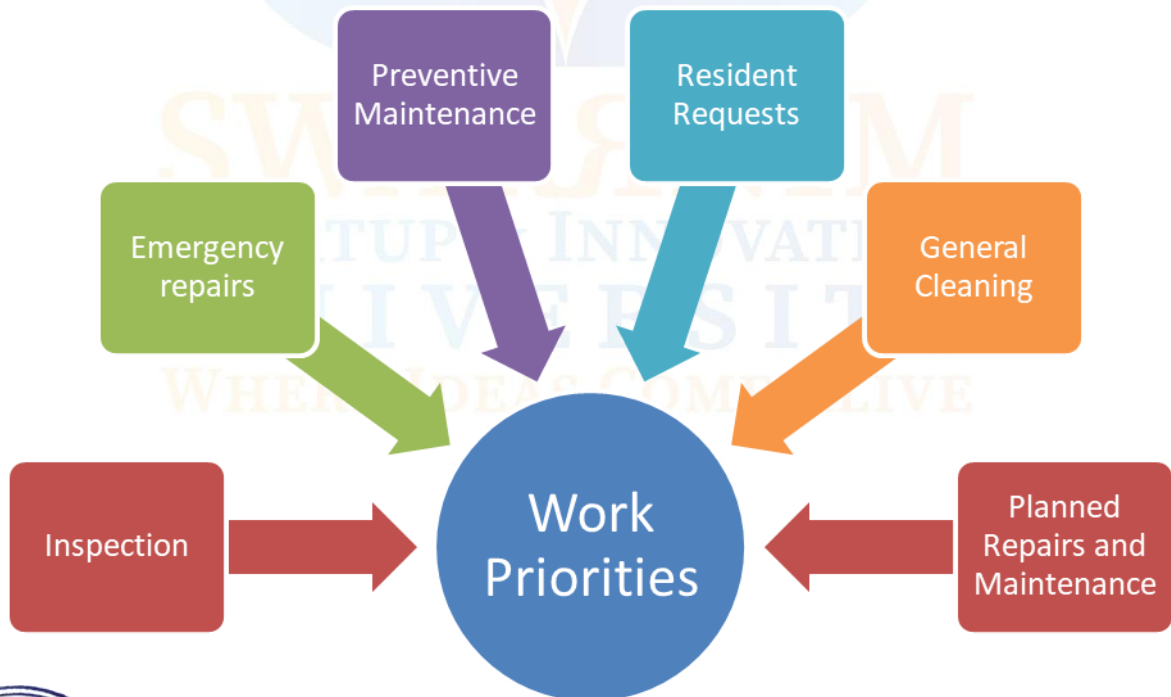 Preventive
Maintenance
Resident
Requests
Emergency
repairs
General
Cleaning
Inspection
Work
Priorities
Planned
Repairs and
Maintenance